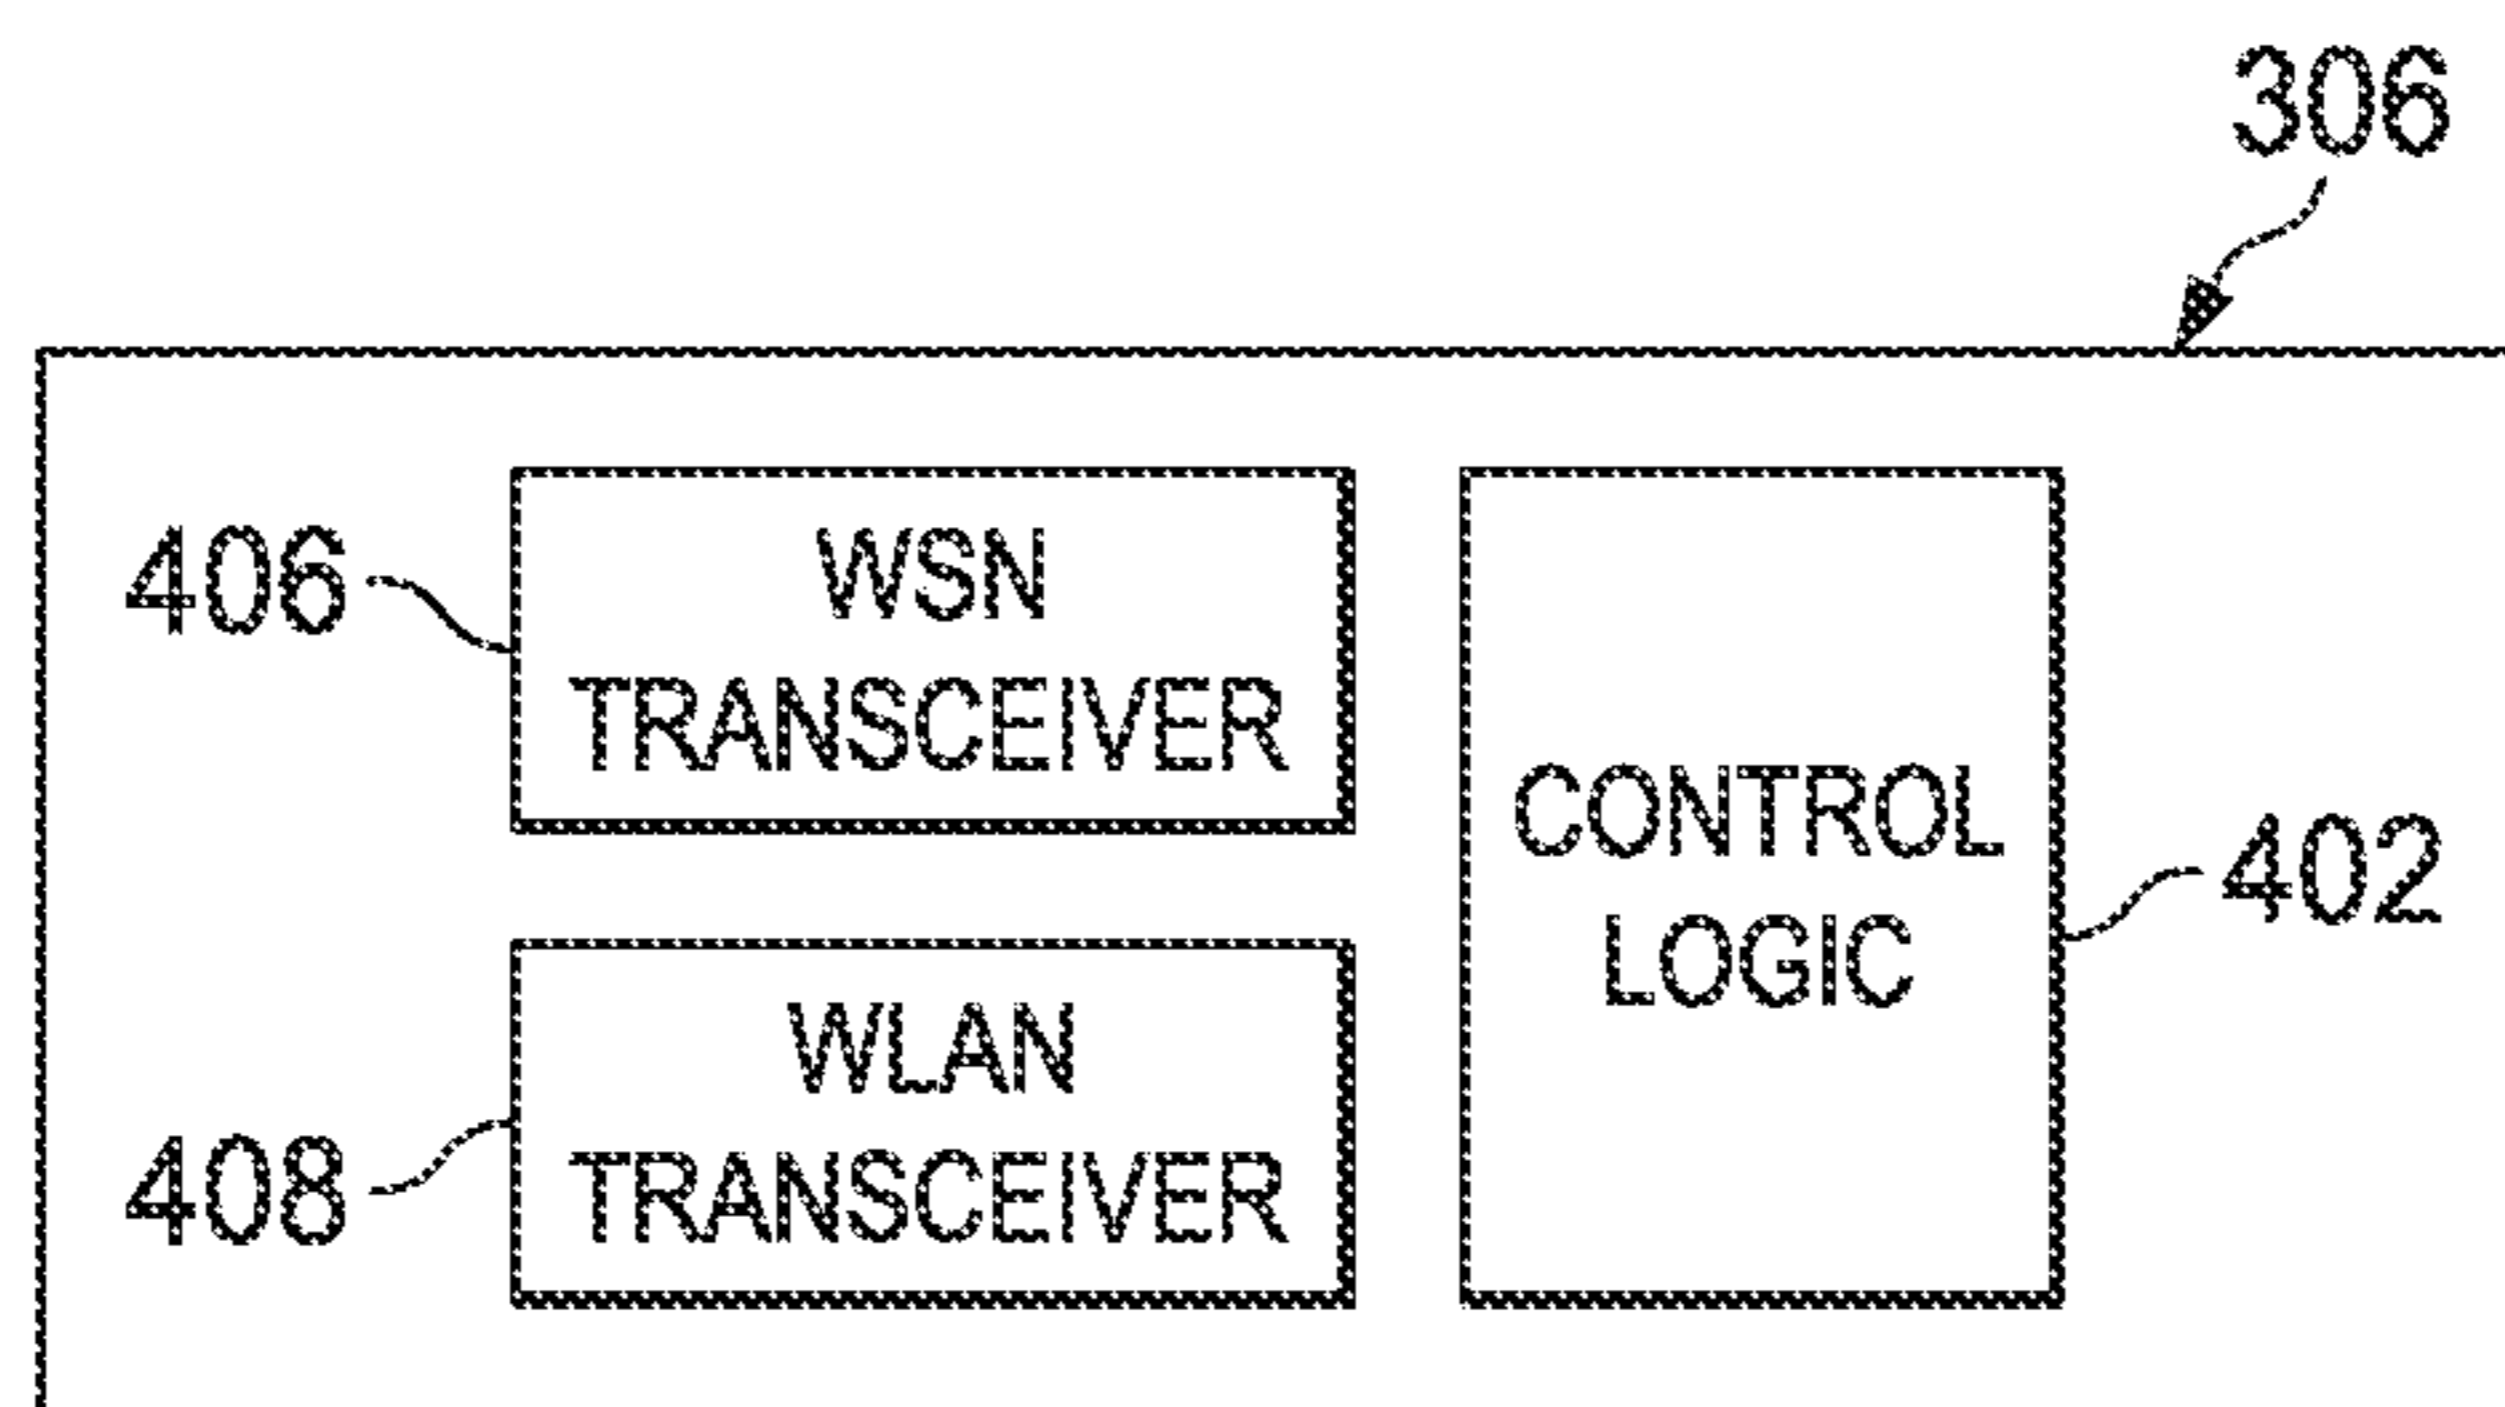 306
406
WSN
TRANSCEIVER
CONTROL
LOGIC
402
WLAN
TRANSCEIVER
408